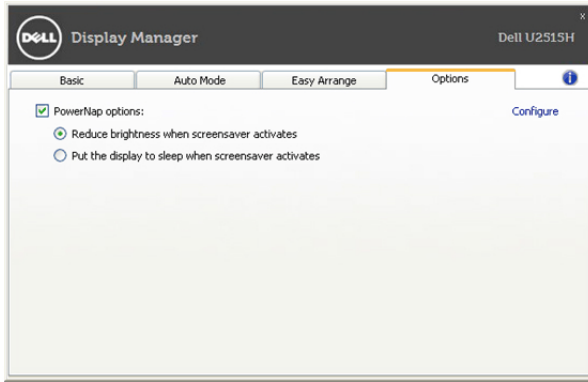 x
DELL Display Manager Dell U2515H
Basic Auto Mode Easy Arrange Options i
PowerNap options: Configure
Reduce brightness when screensaver activates
Put the display to sleep when screensaver activates